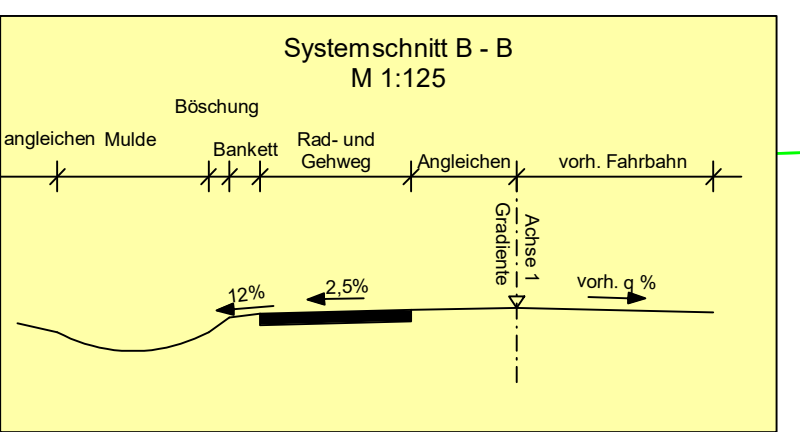 Systemschnitt B - B
M 1:125
Böschung
angleichen
Mulde
Bankett
Rad- und
Gehweg
Angleichen
vorh. Fahrbahn
Achse 1
Gradiente
12%
2,5%
vorh. q %